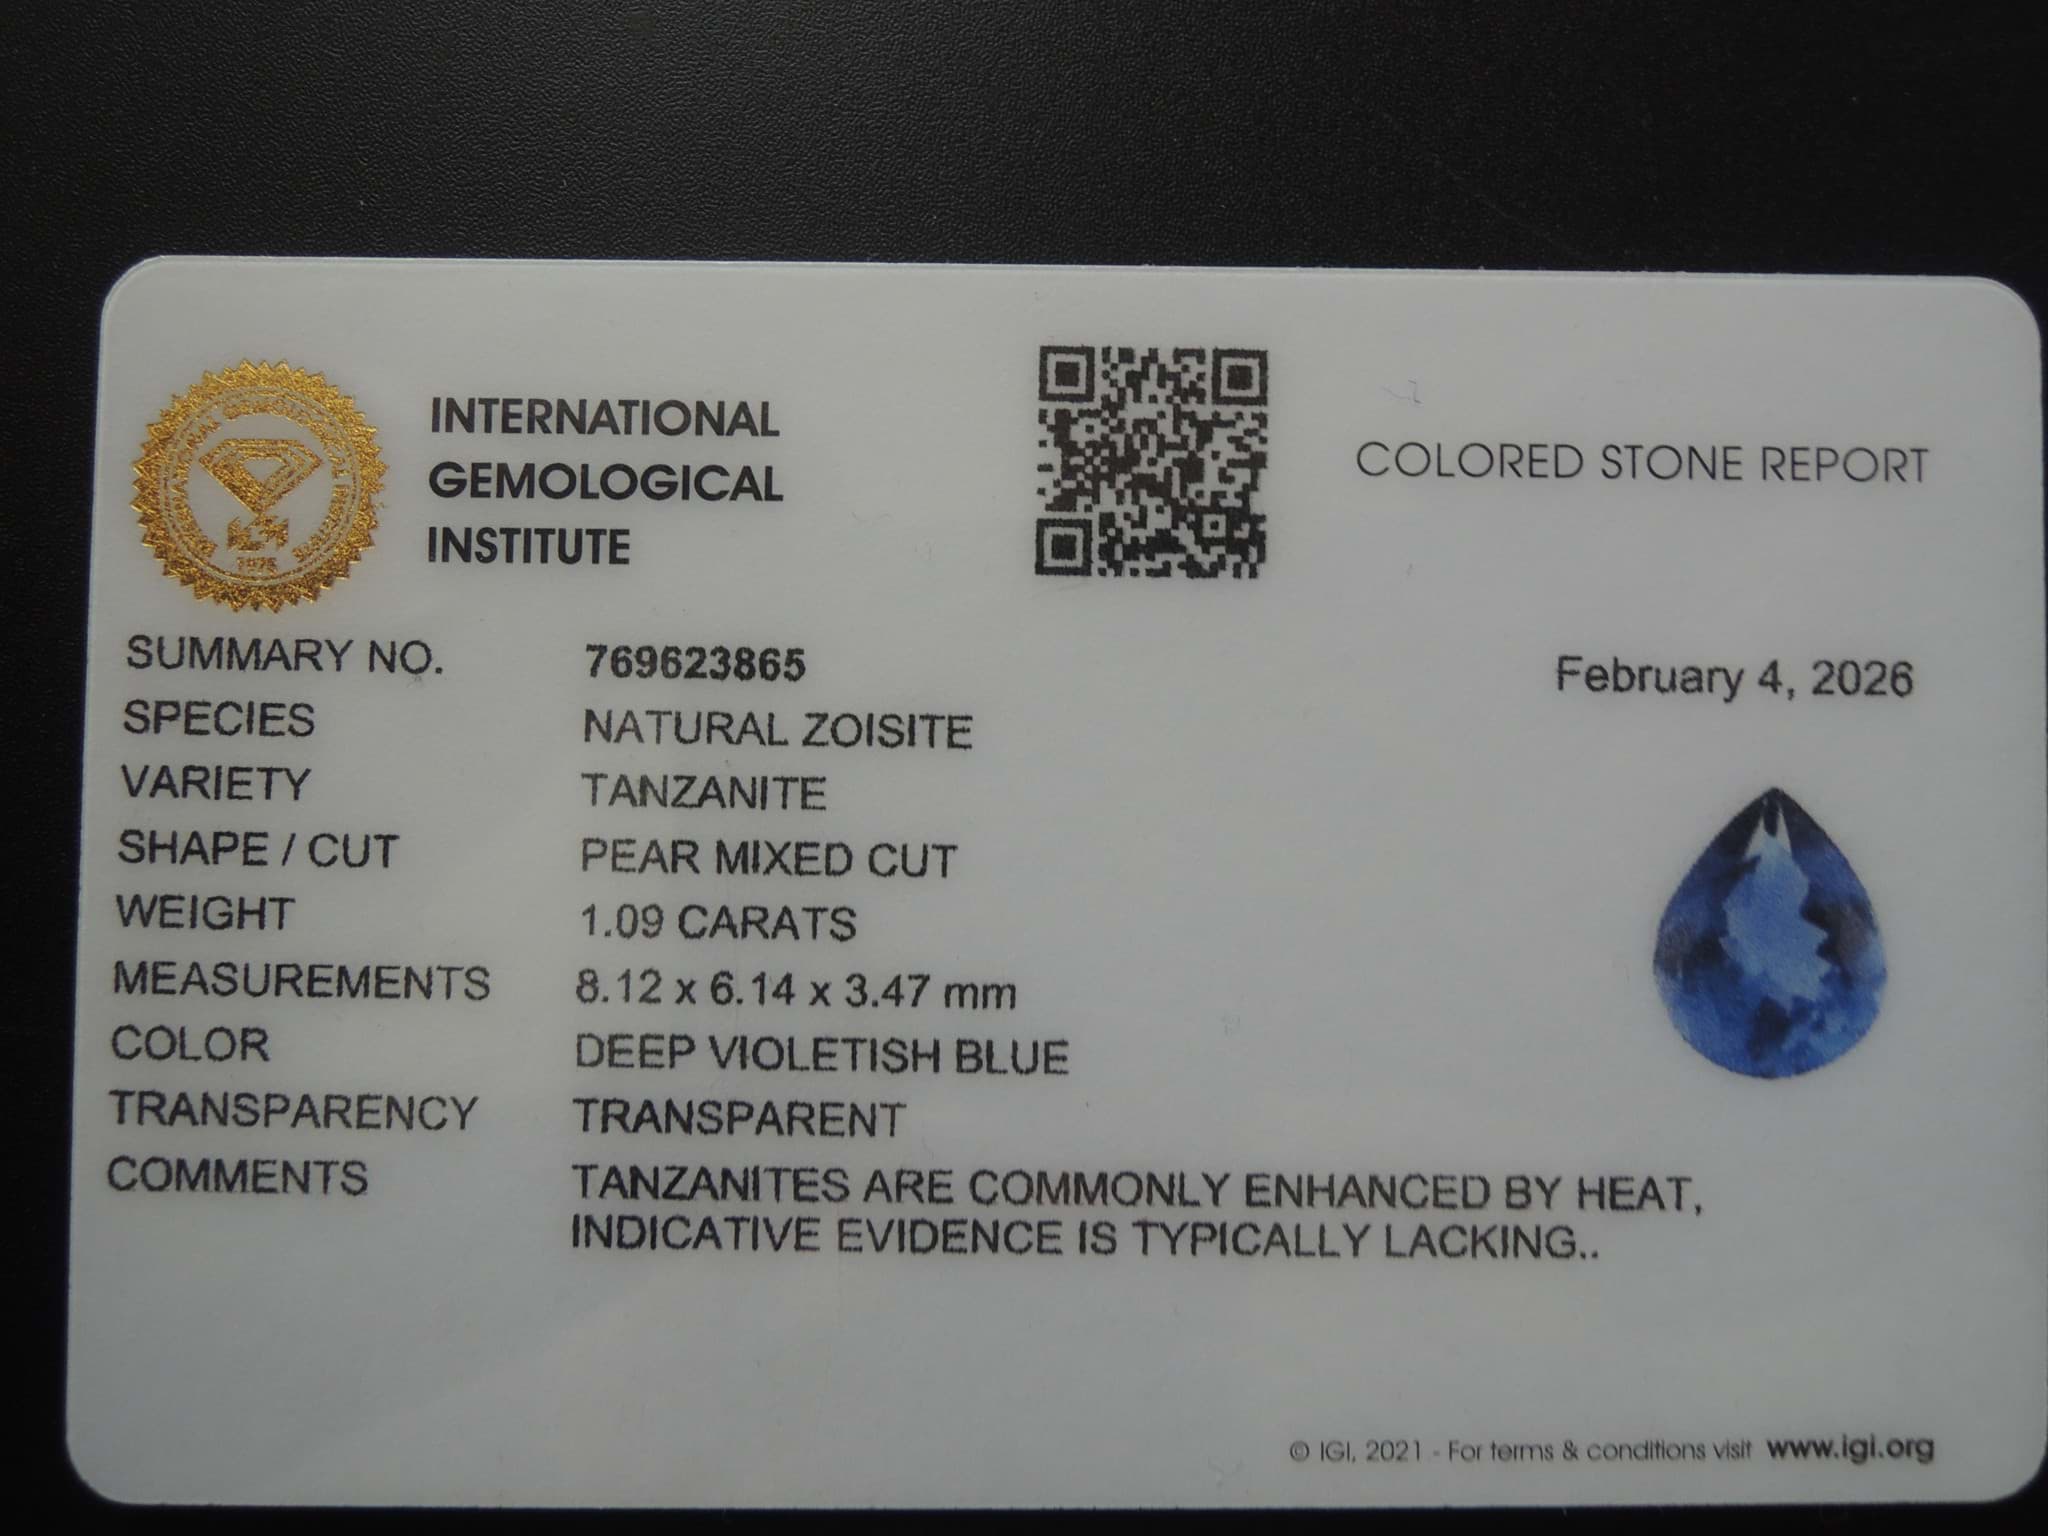 INTERNATIONAL
GEMOLOGICAL
INSTITUTE
COLORED STONE REPORT
1975
SUMMARY NO. 769623865
February 4, 2026
SPECIES NATURAL ZOISITE
VARIETY TANZANITE
SHAPE / CUT PEAR MIXED CUT
WEIGHT 1.09 CARATS
MEASUREMENTS 8.12 x 6.14 x 3.47 mm
COLOR DEEP VIOLETISH BLUE
TRANSPARENCY TRANSPARENT
COMMENTS TANZANITES ARE COMMONLY ENHANCED BY HEAT,
INDICATIVE EVIDENCE IS TYPICALLY LACKING..
© IGI, 2021 - For terms & conditions visit www.igi.org